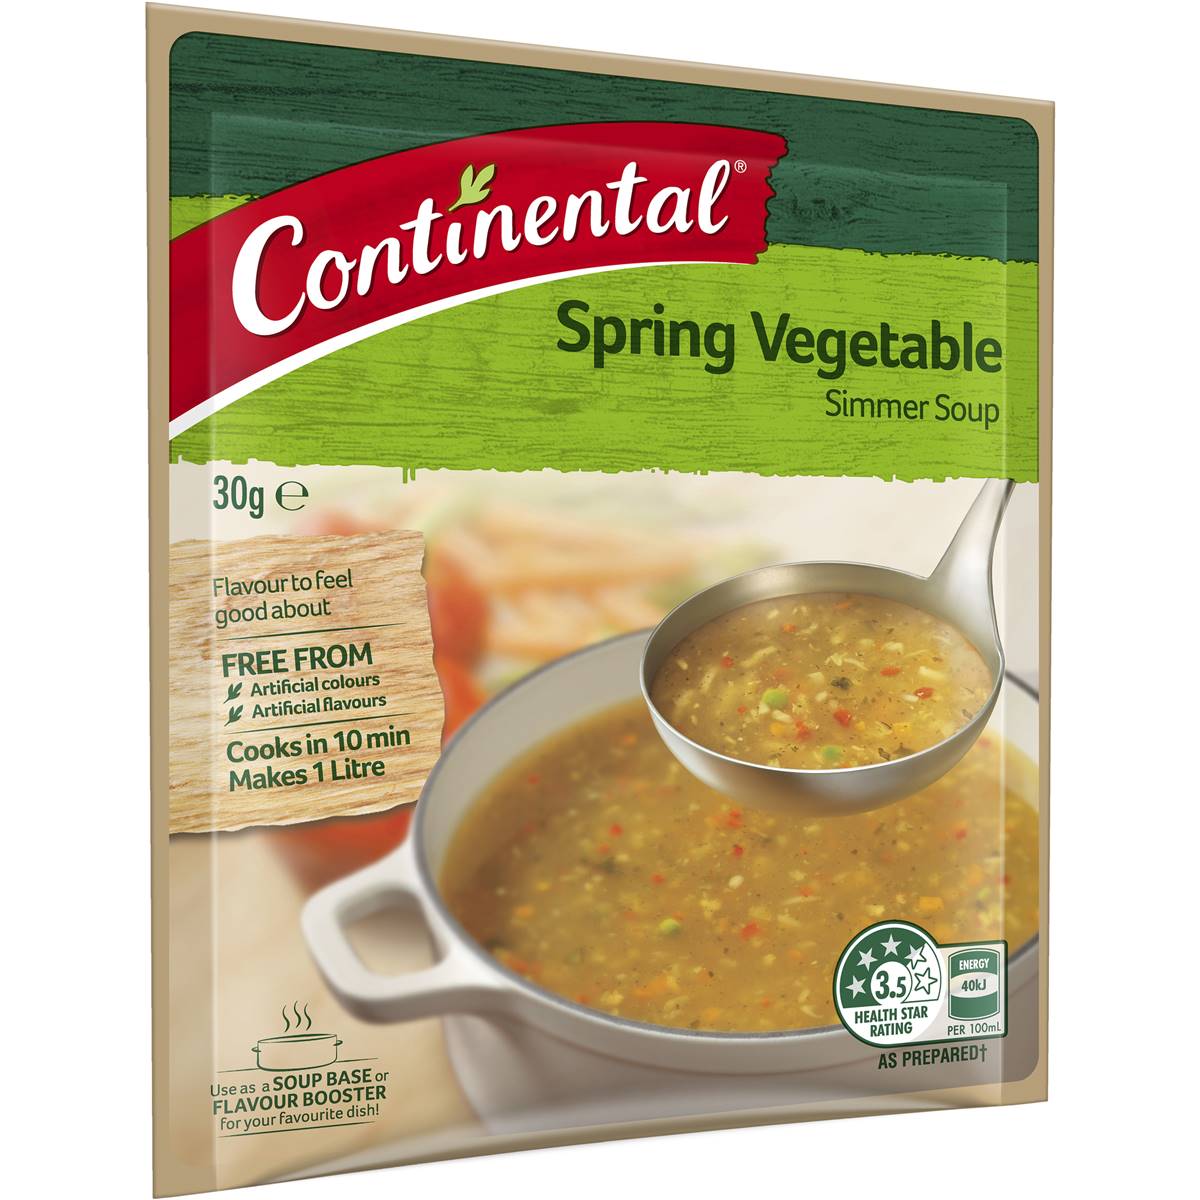 Continental®
Spring Vegetable
Simmer Soup
30g ℮
Flavour to feel
good about
FREE FROM
Artificial colours
Artificial flavours
Cooks in 10 min
Makes 1 Litre
3.5
HEALTH STAR
RATING
ENERGY
40kJ
PER 100mL
AS PREPARED†
Use as a SOUP BASE or
FLAVOUR BOOSTER
for your favourite dish!